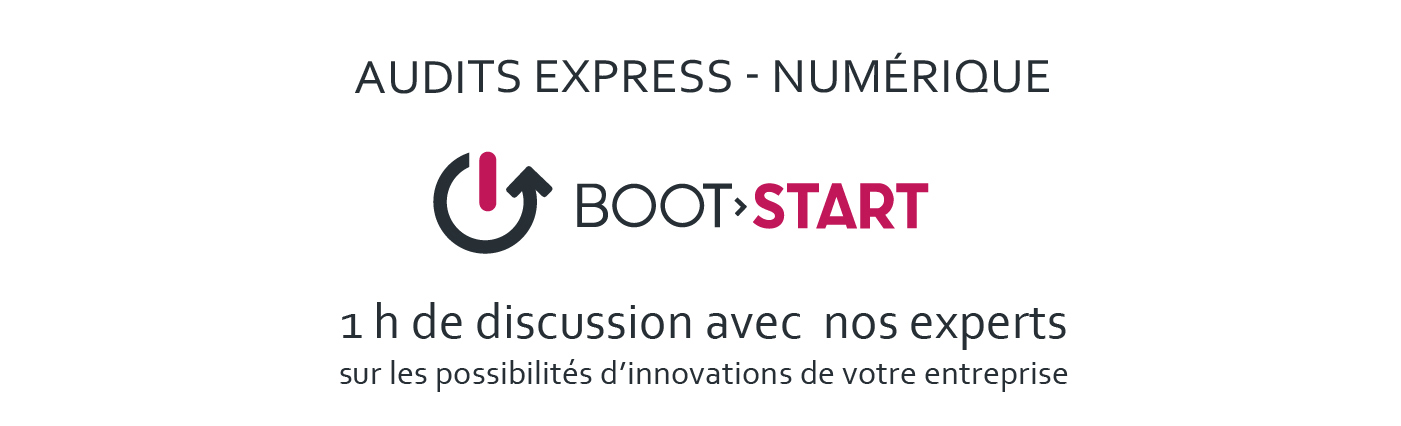 AUDITS EXPRESS - NUMÉRIQUE
BOOT›START
1 h de discussion avec nos experts
sur les possibilités d’innovations de votre entreprise